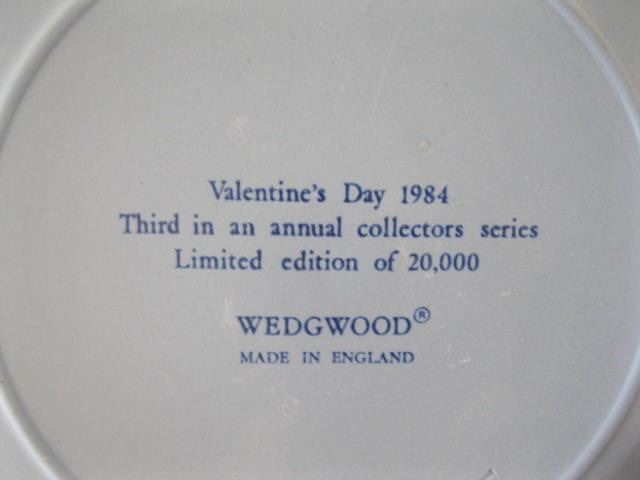 Valentine's Day 1984
Third in an annual collectors series
Limited edition of 20,000
WEDGWOOD®
MADE IN ENGLAND